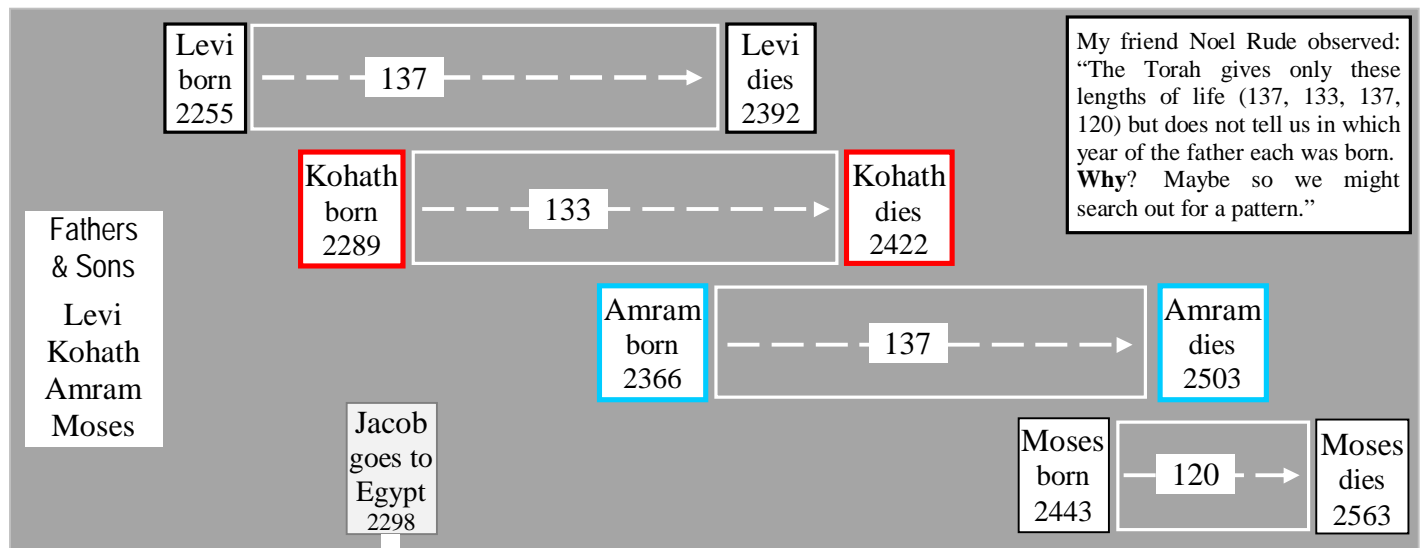 Levi
born
2255
137
Levi
dies
2392
My friend Noel Rude observed:
“The Torah gives only these
lengths of life (137, 133, 137,
120) but does not tell us in which
year of the father each was born.
Why? Maybe so we might
search out for a pattern.”
Kohath
born
2289
133
Kohath
dies
2422
Fathers
& Sons
Levi
Kohath
Amram
Moses
Amram
born
2366
137
Amram
dies
2503
Jacob
goes to
Egypt
2298
Moses
born
2443
120
Moses
dies
2563